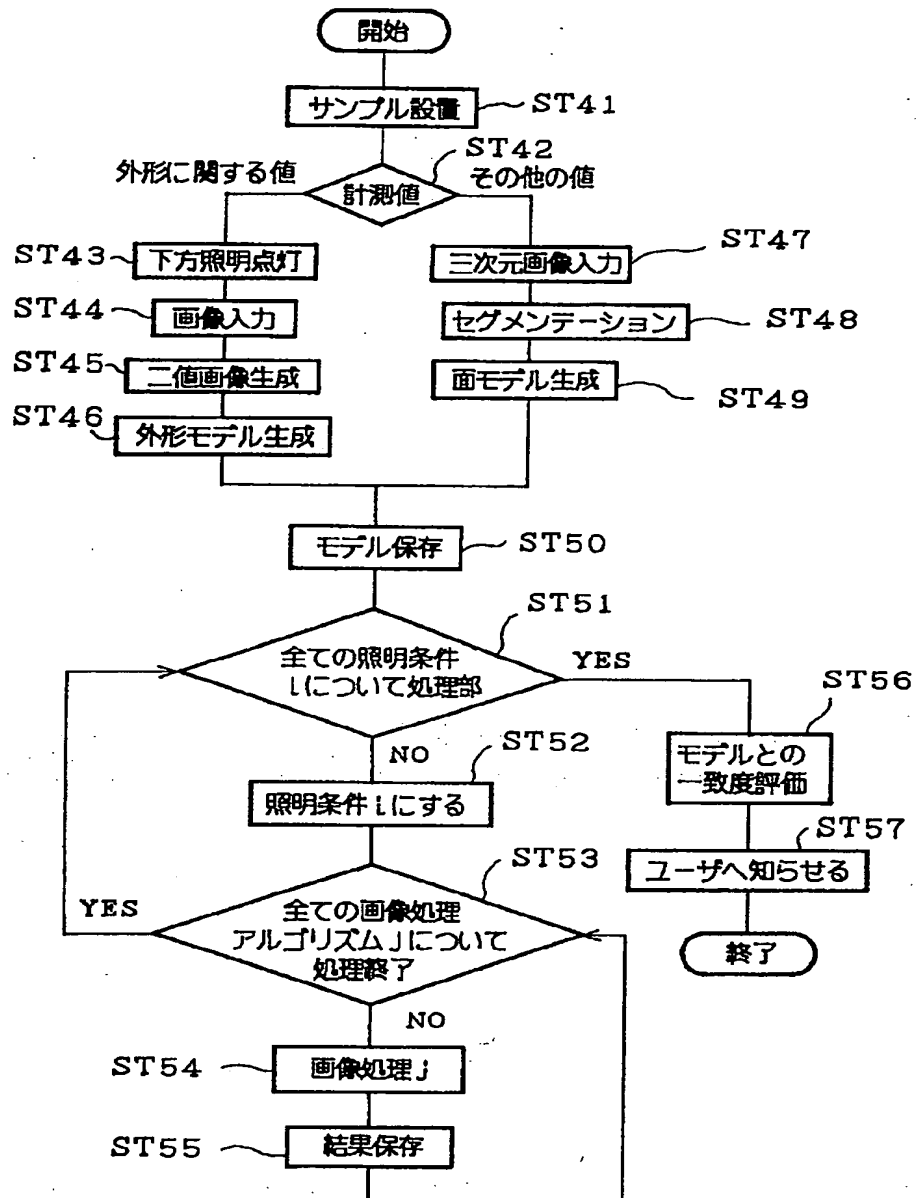 開始
サンプル設置
ST41
ST42
外形に関する値
その他の値
計測値
ST43
下方照明点灯
ST44
画像入力
ST45
二値画像生成
ST46
外形モデル生成
三次元画像入力
ST47
セグメンテーション
ST48
面モデル生成
ST49
モデル保存
ST50
ST51
全ての照明条件
iについて処理部
YES
NO
ST52
照明条件iにする
ST53
YES
全ての画像処理
アルゴリズムjについて
処理終了
NO
ST54
画像処理j
ST55
結果保存
ST56
モデルとの
一致度評価
ST57
ユーザへ知らせる
終了